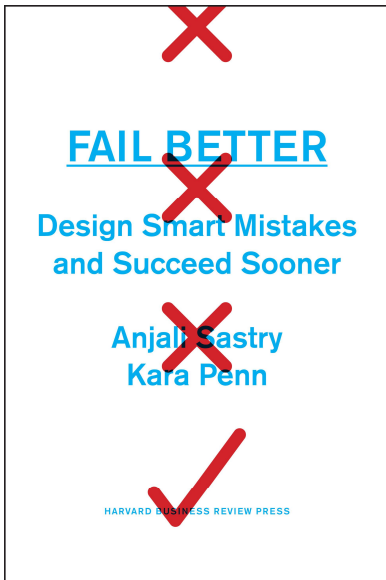 FAIL BETTER
Design Smart Mistakes
and Succeed Sooner
Anjali Sastry
Kara Penn
HARVARD BUSINESS REVIEW PRESS